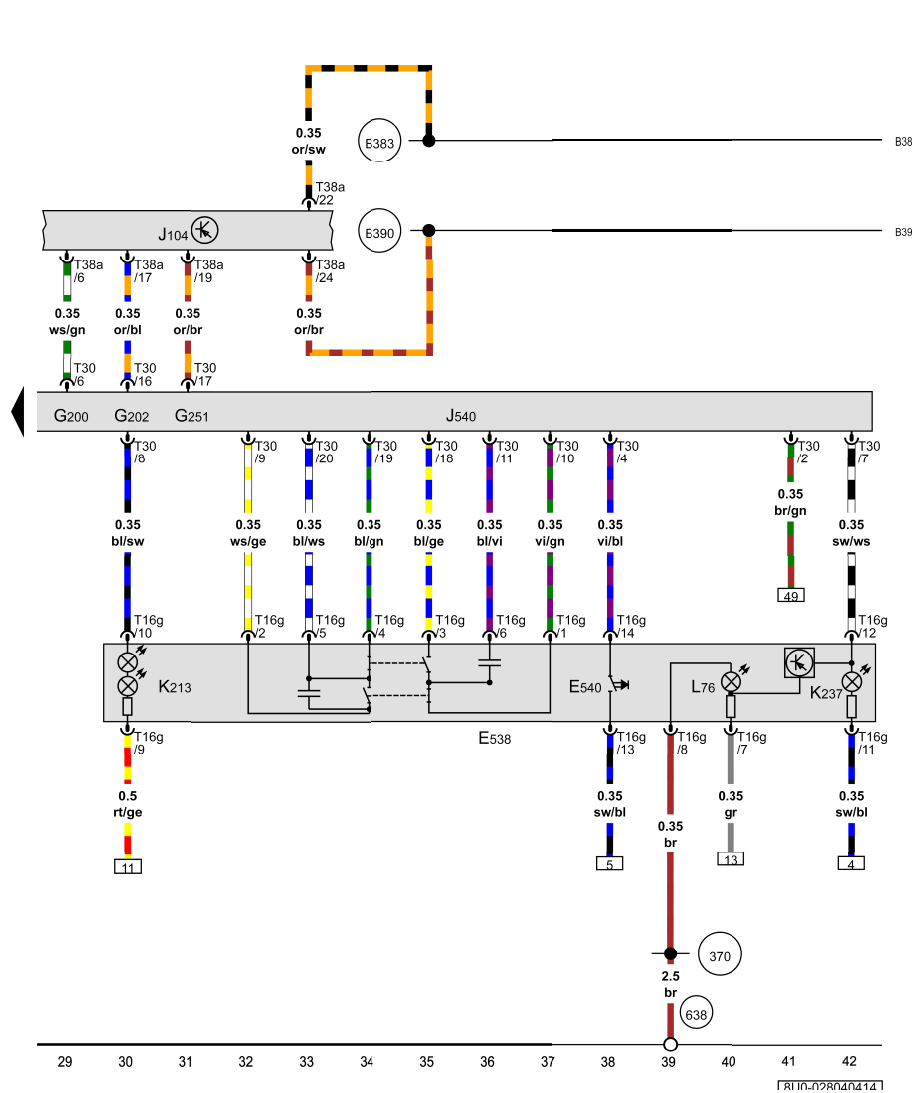 0.35
or/sw
E383
B38
T38a
/22
J104
B390
B39
T38a
/6
T38a
/17
T38a
/19
T38a
/24
0.35
ws/gn
0.35
or/bl
0.35
or/br
0.35
or/br
T30
/6
T30
/16
T30
/17
G200
G202
G251
J540
T30
/8
T30
/9
T30
/20
T30
/19
T30
/18
T30
/11
T30
/10
T30
/4
T30
/2
T30
/7
0.35
br/gn
0.35
bl/sw
0.35
ws/ge
0.35
bl/ws
0.35
bl/gn
0.35
bl/ge
0.35
bl/vi
0.35
vi/gn
0.35
vi/bl
0.35
sw/ws
49
T16g
/10
T16g
/2
T16g
/5
T16g
/4
T16g
/3
T16g
/6
T16g
/1
T16g
/14
T16g
/12
K213
E540
L76
K237
E538
T16g
/9
T16g
/13
T16g
/8
T16g
/7
T16g
/11
0.5
rt/ge
0.35
sw/bl
0.35
br
0.35
gr
0.35
sw/bl
11
5
13
4
370
2.5
br
638
29 30 31 32 33 34 35 36 37 38 39 40 41 42
8U0-028040414